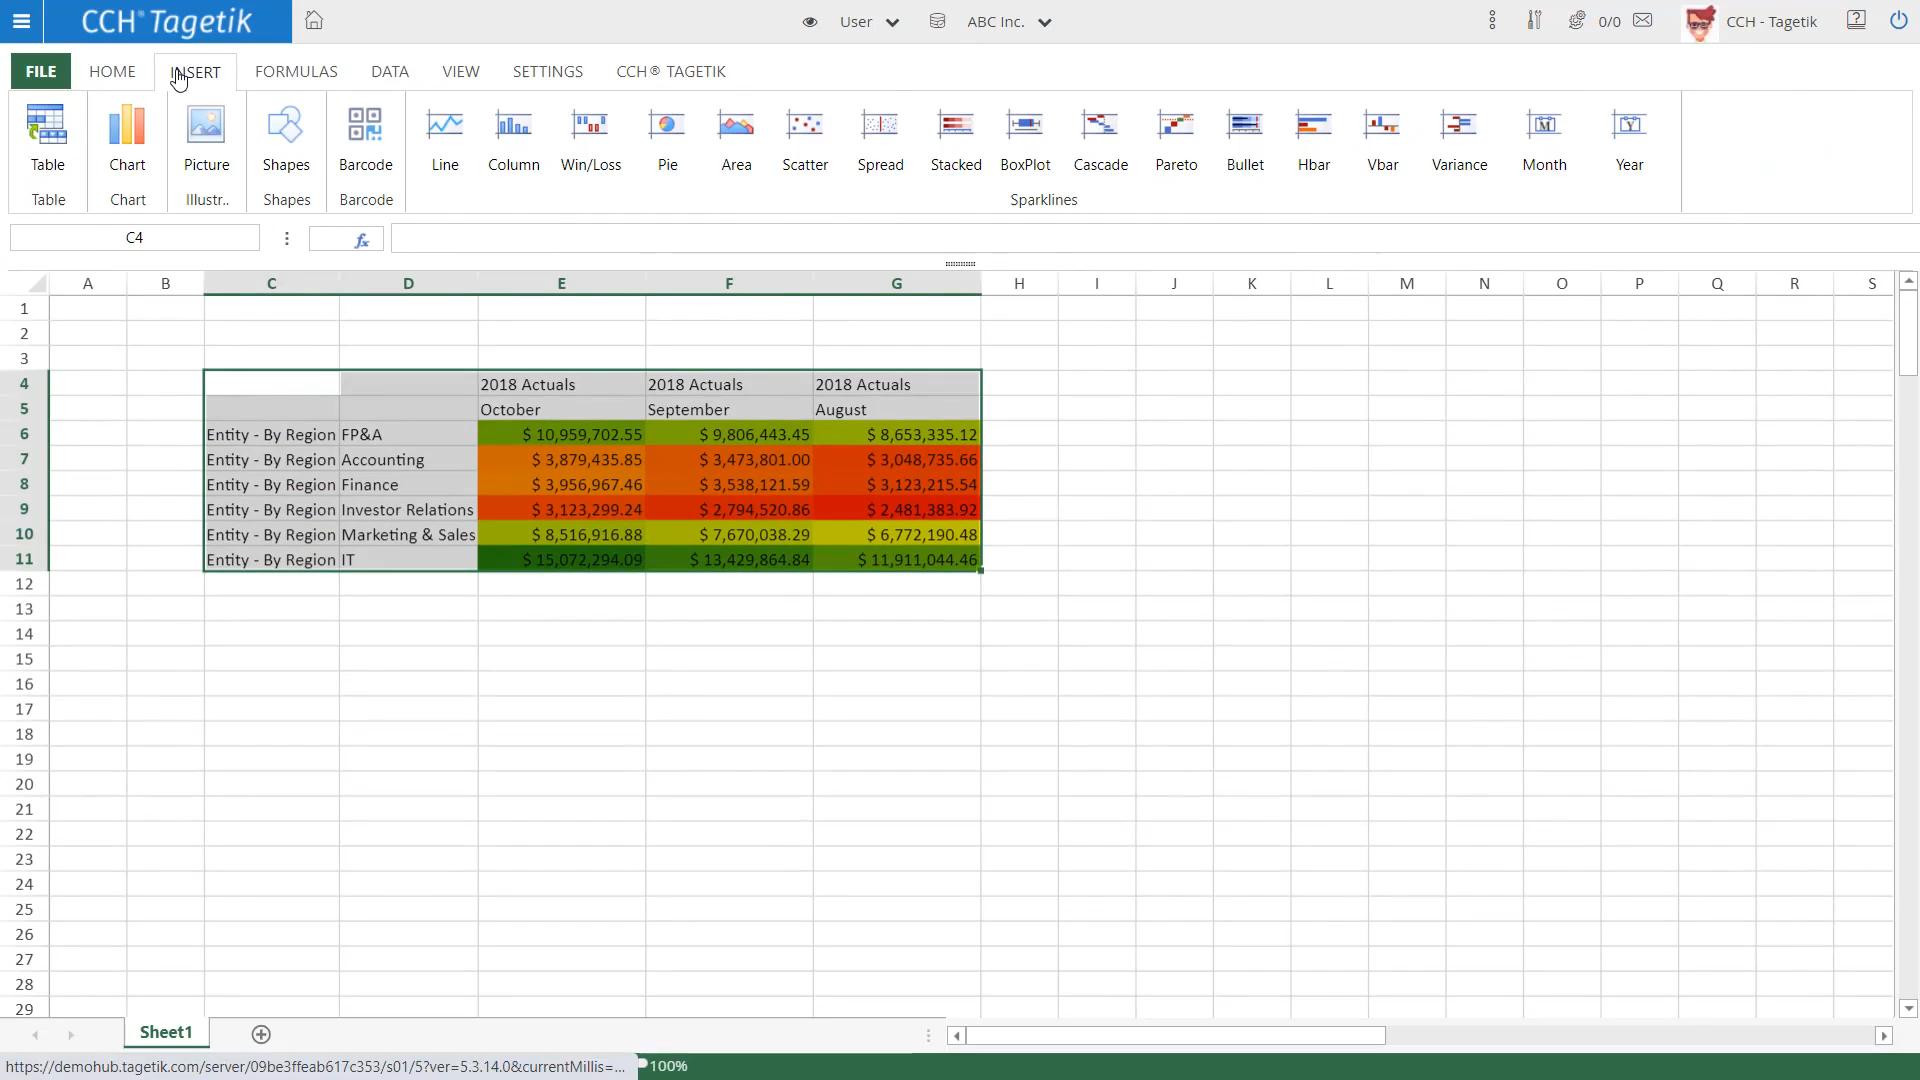 CCH® Tagetik User ABC Inc. 0/0 CCH - Tagetik
FILE HOME INSERT FORMULAS DATA VIEW SETTINGS CCH® TAGETIK
Table Chart Picture Shapes Barcode Line Column Win/Loss Pie Area Scatter Spread Stacked BoxPlot Cascade Pareto Bullet Hbar Vbar Variance Month Year
Table Chart Illustr.. Shapes Barcode Sparklines
C4 fx
A B C D E F G H I J K L M N O P Q R S
1
2
3
4 2018 Actuals 2018 Actuals 2018 Actuals
5 October September August
6 Entity - By Region FP&A $ 10,959,702.55 $ 9,806,443.45 $ 8,653,335.12
7 Entity - By Region Accounting $ 3,879,435.85 $ 3,473,801.00 $ 3,048,735.66
8 Entity - By Region Finance $ 3,956,967.46 $ 3,538,121.59 $ 3,123,215.54
9 Entity - By Region Investor Relations $ 3,123,299.24 $ 2,794,520.86 $ 2,481,383.92
10 Entity - By Region Marketing & Sales $ 8,516,916.88 $ 7,670,038.29 $ 6,772,190.48
11 Entity - By Region IT $ 15,072,294.09 $ 13,429,864.84 $ 11,911,044.46
12
13
14
15
16
17
18
19
20
21
22
23
24
25
26
27
28
29
Sheet1
https://demohub.tagetik.com/server/09be3ffeab617c353/s01/5?ver=5.3.14.0&currentMillis=... 100%